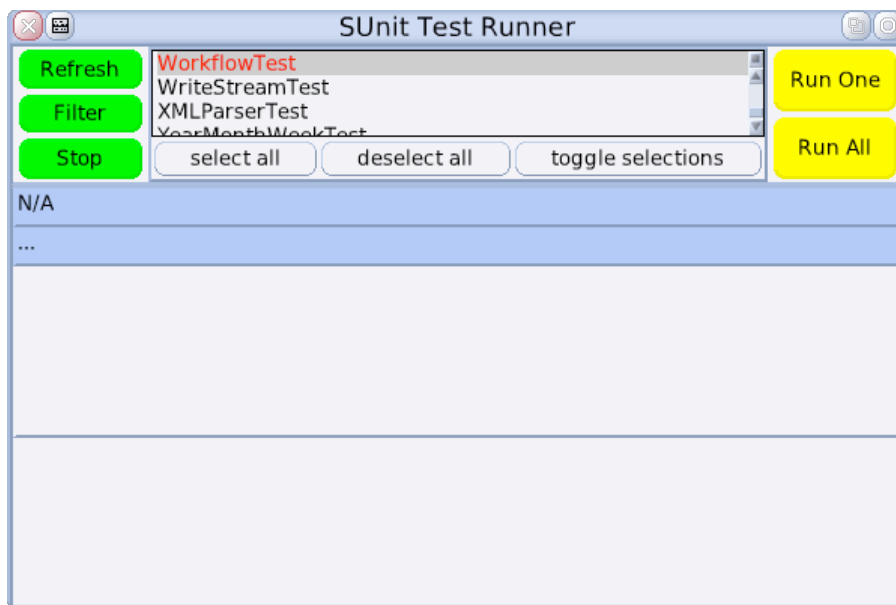 SUnit Test Runner
Refresh
Filter
Stop
WorkflowTest
WriteStreamTest
XMLParserTest
YearMonthWeekTest
select all
deselect all
toggle selections
Run One
Run All
N/A
...